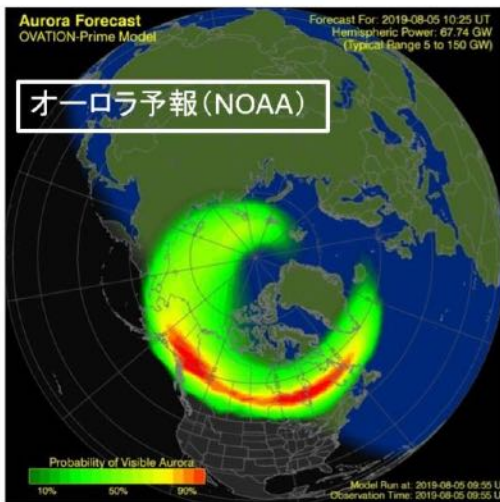 Aurora Forecast
OVATION-Prime Model
Forecast For: 2019-08-05 10:25 UT
Hemispheric Power: 67.74 GW
(Typical Range 5 to 150 GW)
オーロラ予報(NOAA)
Probability of Visible Aurora
10% 50% 90%
Model Run at: 2019-08-05 09:55
Observation Time: 2019-08-05 09:55 U